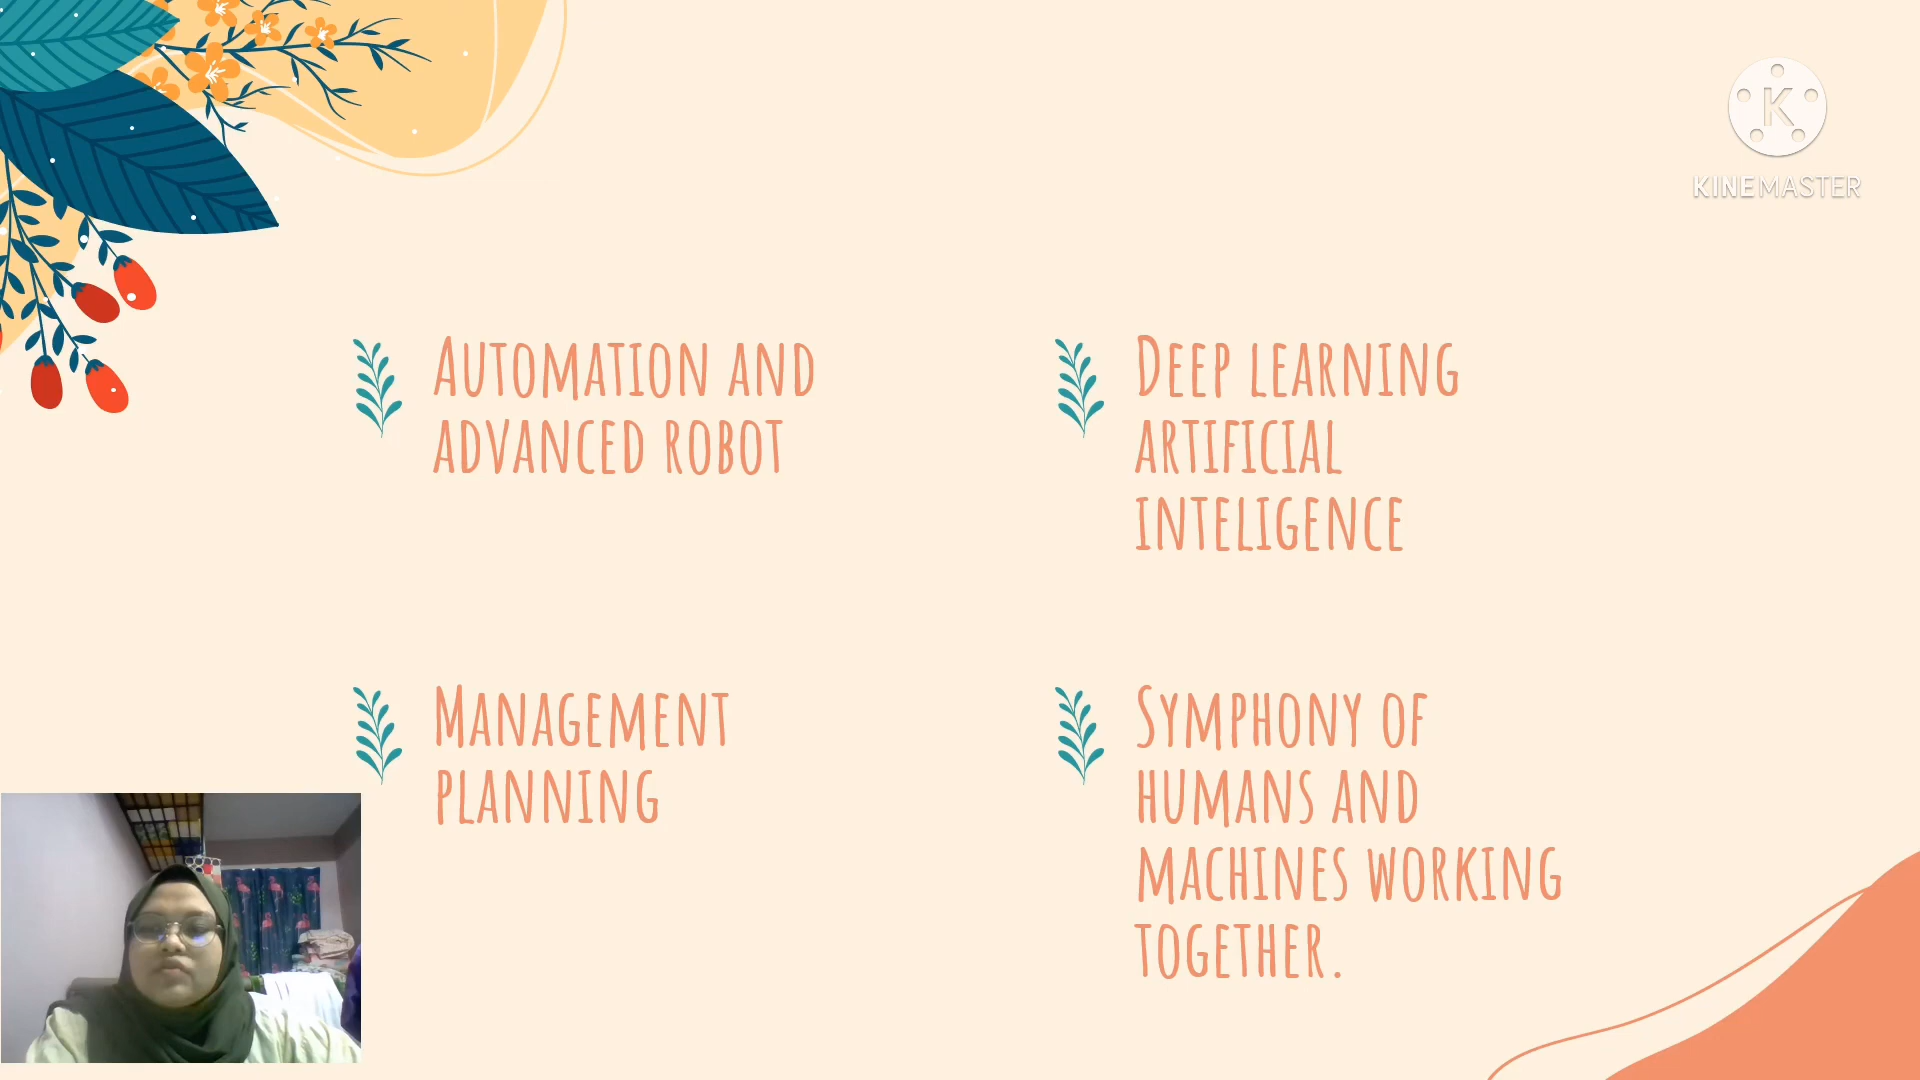 K
KINEMASTER
Automation and
advanced robot
Deep learning
artificial
inteligence
Management
planning
Symphony of
humans and
machines working
together.